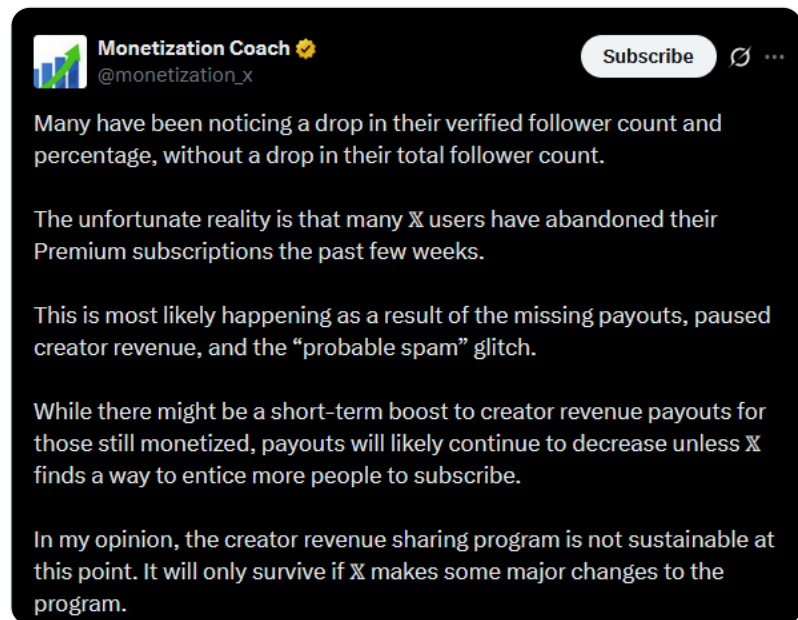 Monetization Coach
@monetization_x
Subscribe
Many have been noticing a drop in their verified follower count and
percentage, without a drop in their total follower count.
The unfortunate reality is that many 𝕏 users have abandoned their
Premium subscriptions the past few weeks.
This is most likely happening as a result of the missing payouts, paused
creator revenue, and the “probable spam” glitch.
While there might be a short-term boost to creator revenue payouts for
those still monetized, payouts will likely continue to decrease unless 𝕏
finds a way to entice more people to subscribe.
In my opinion, the creator revenue sharing program is not sustainable at
this point. It will only survive if 𝕏 makes some major changes to the
program.